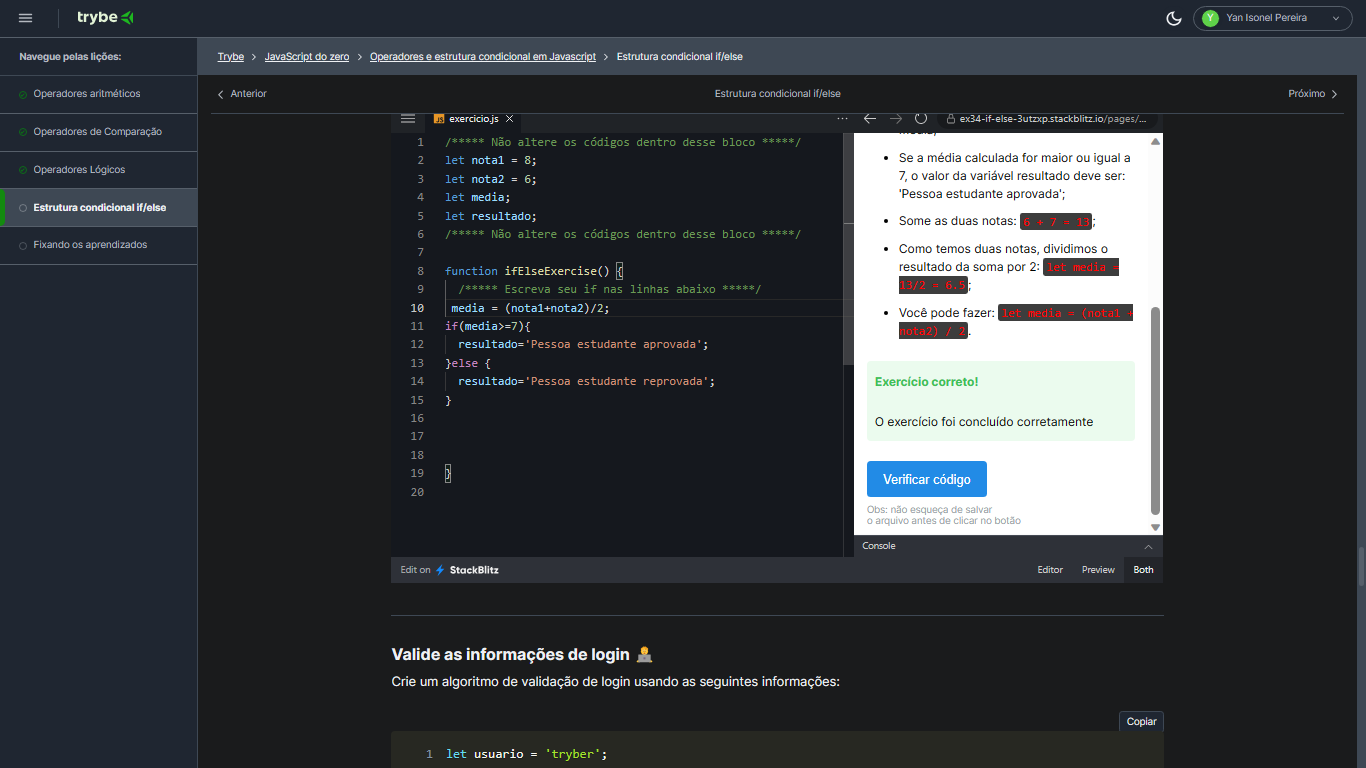 trybe
Yan Isonel Pereira
Y
Navegue pelas lições:
Operadores aritméticos
Operadores de Comparação
Operadores Lógicos
Estrutura condicional if/else
Fixando os aprendizados
Trybe > JavaScript do zero > Operadores e estrutura condicional em Javascript > Estrutura condicional if/else
Anterior
Estrutura condicional if/else
Próximo
JS exercicio.js
ex34-if-else-3utzxp.stackblitz.io/pages/...
1 /***** Não altere os códigos dentro desse bloco *****/
2 let nota1 = 8;
3 let nota2 = 6;
4 let media;
5 let resultado;
6 /***** Não altere os códigos dentro desse bloco *****/
7
8 function ifElseExercise() {
9 /***** Escreva seu if nas linhas abaixo *****/
10 media = (nota1+nota2)/2;
11 if(media>=7){
12 resultado='Pessoa estudante aprovada';
13 }else {
14 resultado='Pessoa estudante reprovada';
15 }
16
17
18
19 }
20
Se a média calculada for maior ou igual a
7, o valor da variável resultado deve ser:
'Pessoa estudante aprovada';
Some as duas notas: 6 + 7 = 13;
Como temos duas notas, dividimos o
resultado da soma por 2: let media =
13/2 = 6.5;
Você pode fazer: let media = (nota1 +
nota2) / 2.
Exercício correto!
O exercício foi concluído corretamente
Verificar código
Obs: não esqueça de salvar
o arquivo antes de clicar no botão
Console
Edit on StackBlitz
Editor
Preview
Both
Valide as informações de login
Crie um algoritmo de validação de login usando as seguintes informações:
Copiar
1 let usuario = 'tryber';